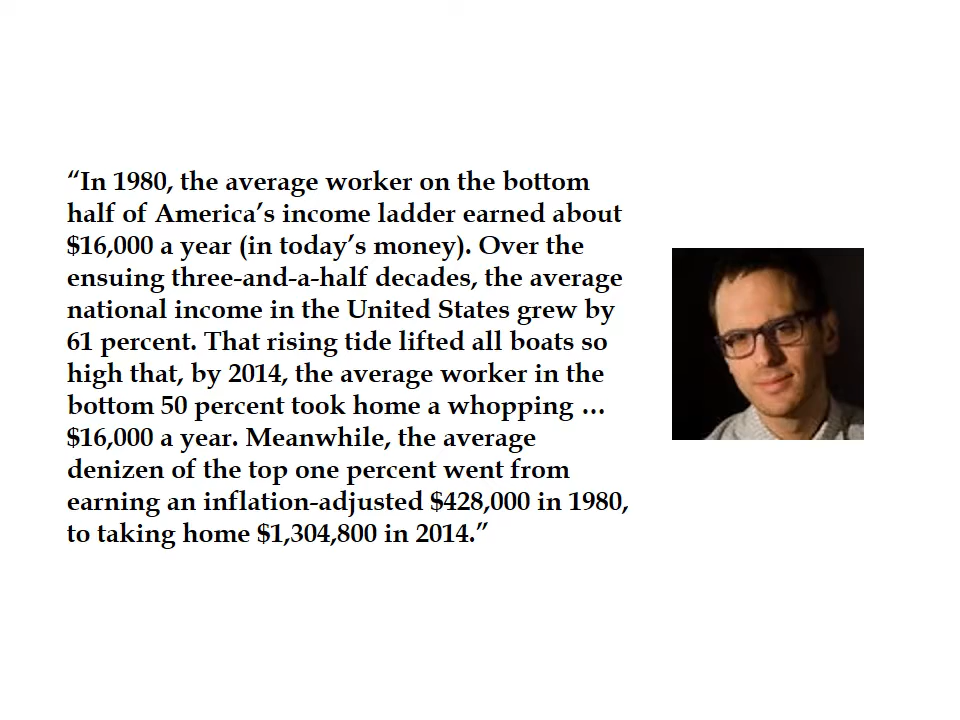 “In 1980, the average worker on the bottom
half of America’s income ladder earned about
$16,000 a year (in today’s money). Over the
ensuing three-and-a-half decades, the average
national income in the United States grew by
61 percent. That rising tide lifted all boats so
high that, by 2014, the average worker in the
bottom 50 percent took home a whopping …
$16,000 a year. Meanwhile, the average
denizen of the top one percent went from
earning an inflation-adjusted $428,000 in 1980,
to taking home $1,304,800 in 2014.”